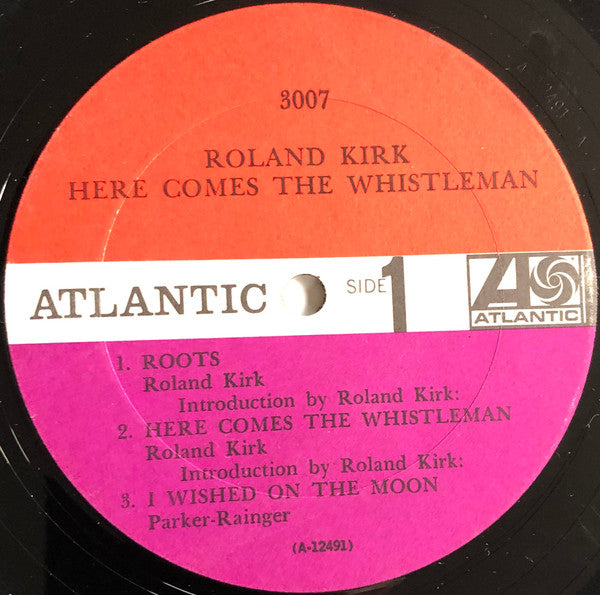 3007
ROLAND KIRK
HERE COMES THE WHISTLEMAN
ATLANTIC
SIDE 1
ATLANTIC
1. ROOTS
Roland Kirk
Introduction by Roland Kirk:
2. HERE COMES THE WHISTLEMAN
Roland Kirk
Introduction by Roland Kirk:
3. I WISHED ON THE MOON
Parker-Rainger
(A-12491)